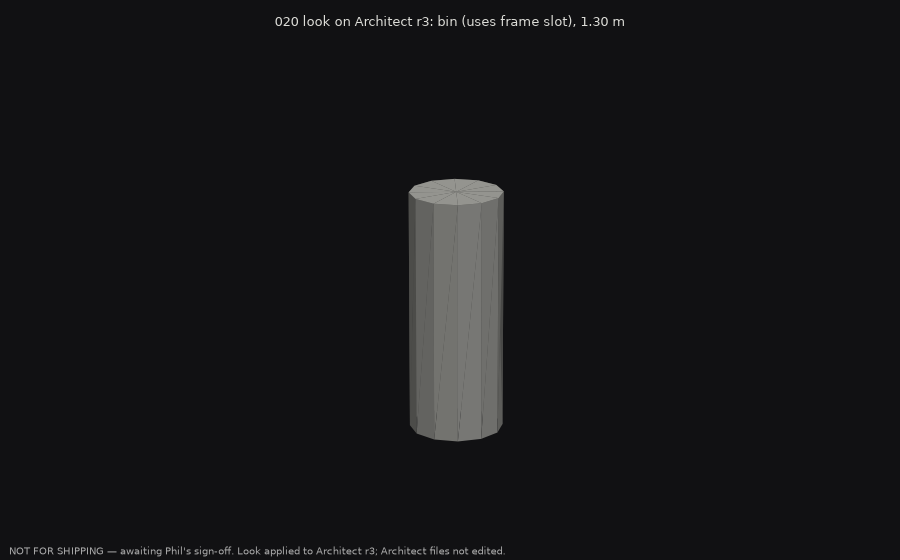 020 look on Architect r3: bin (uses frame slot), 1.30 m
NOT FOR SHIPPING — awaiting Phil's sign-off. Look applied to Architect r3; Architect files not edited.